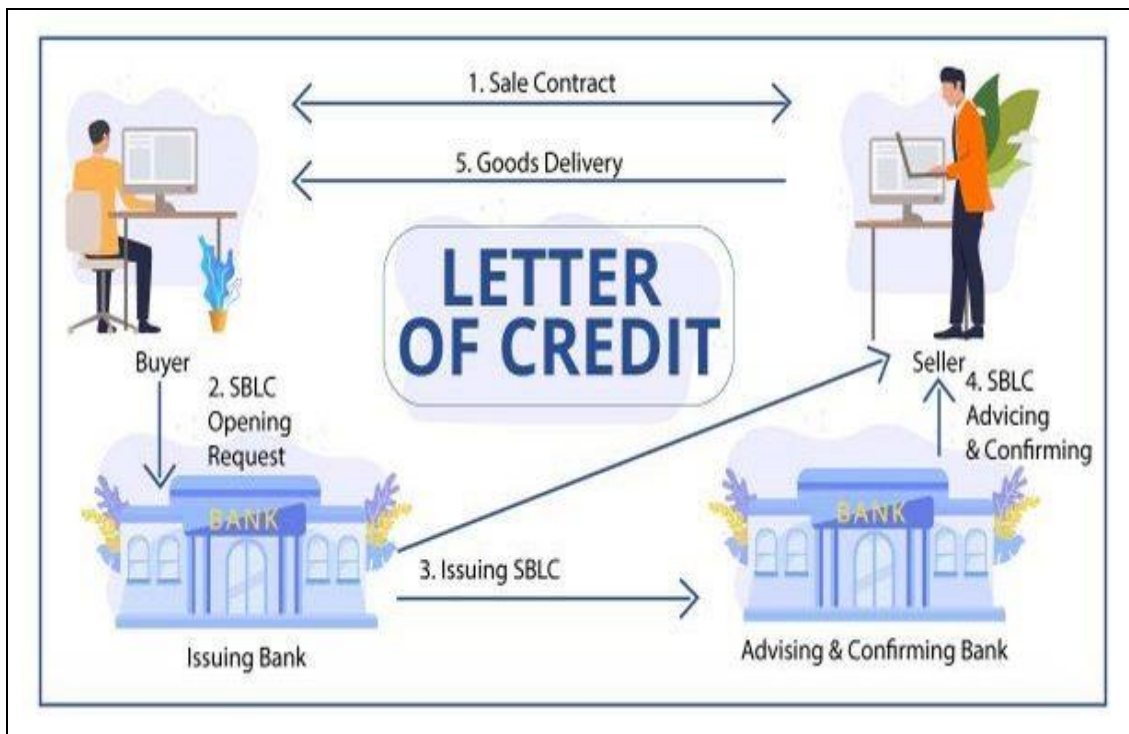 1. Sale Contract
5. Goods Delivery
LETTER
OF CREDIT
Buyer
Seller
2. SBLC
Opening
Request
4. SBLC
Advicing
& Confirming
BANK
BANK
3. Issuing SBLC
Issuing Bank
Advising & Confirming Bank